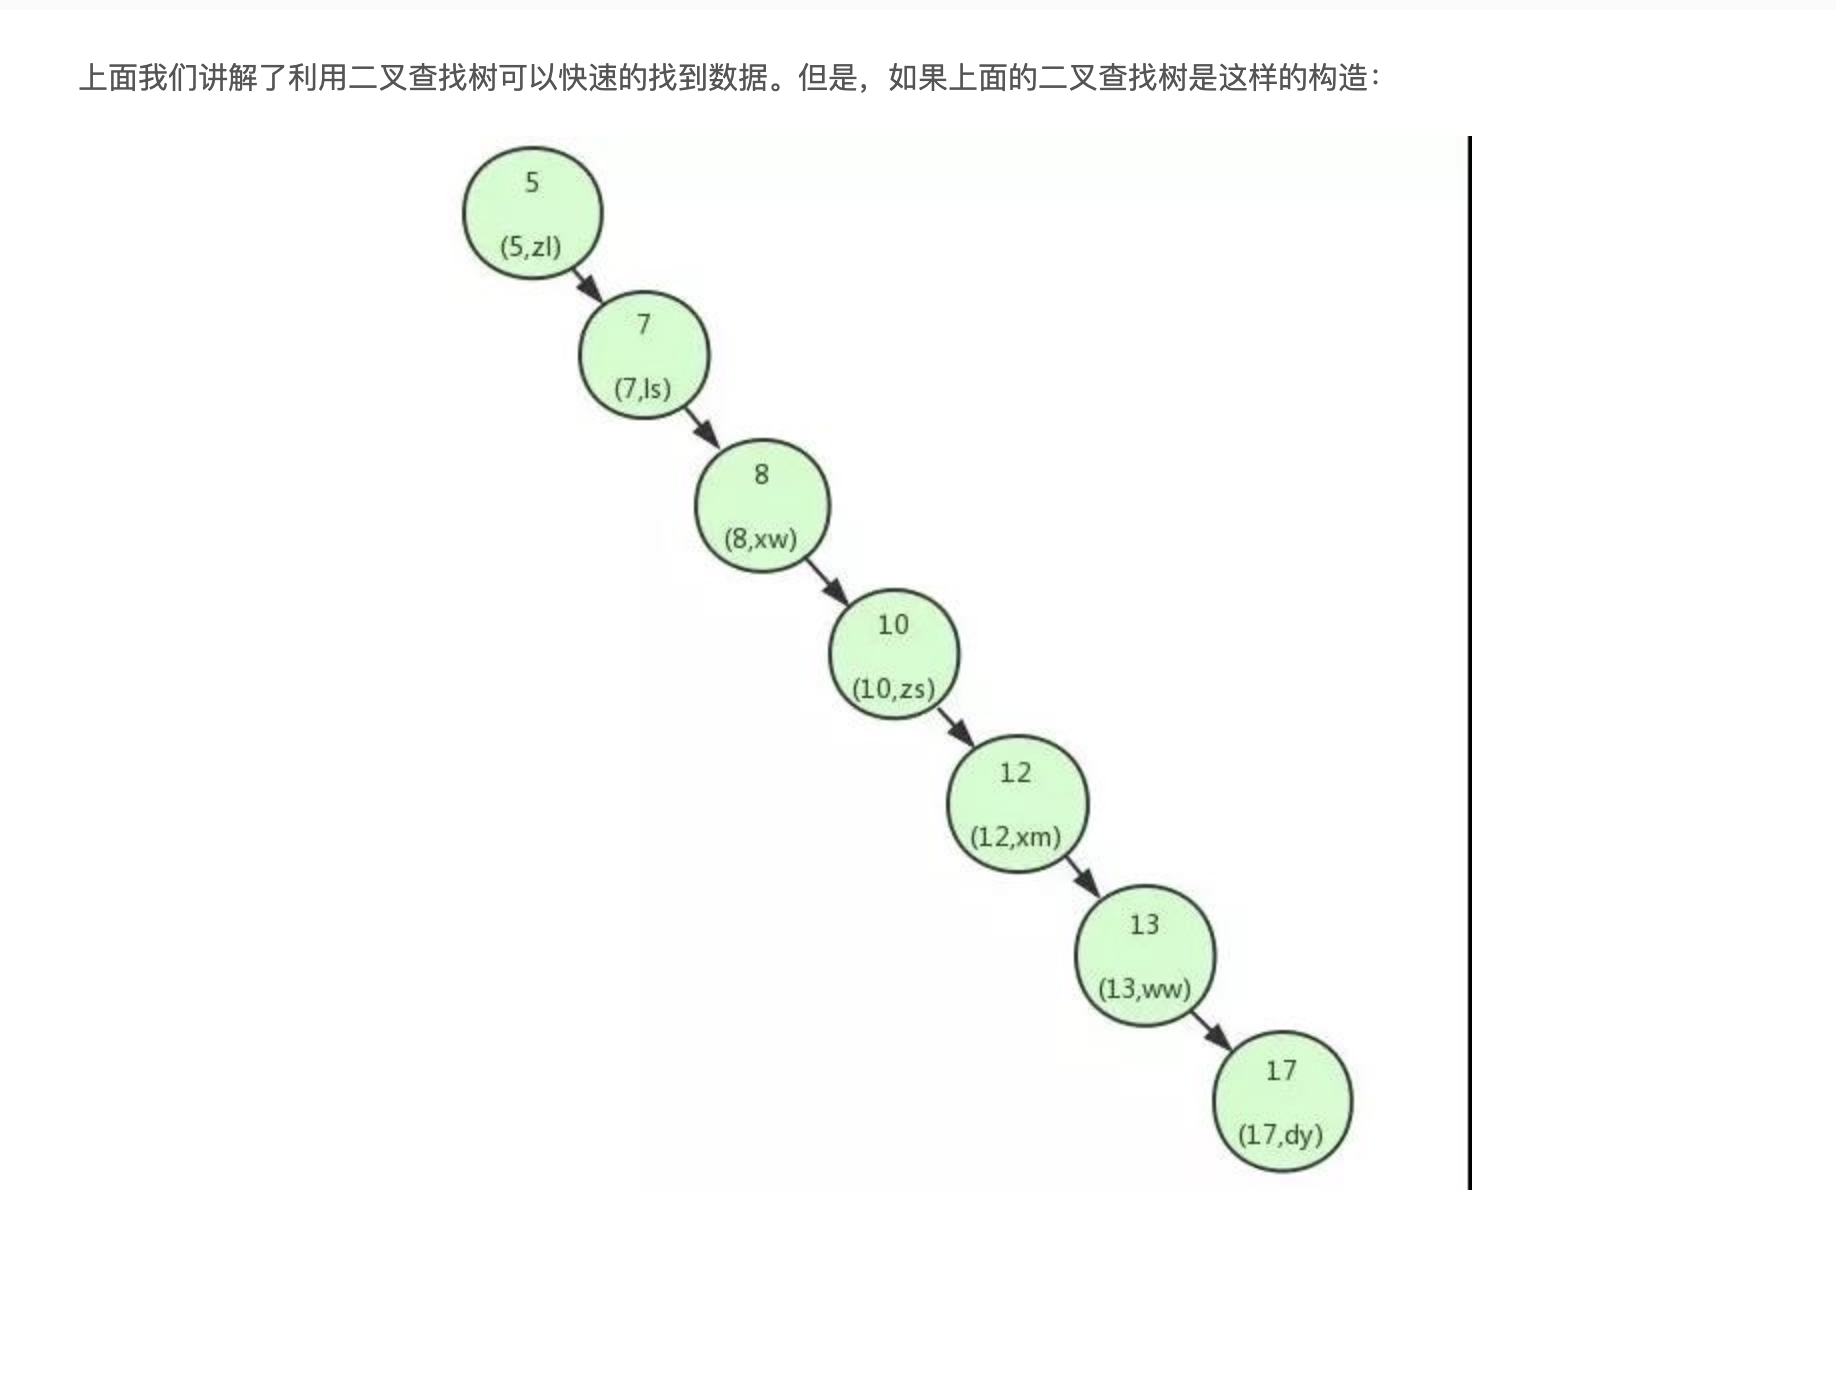 上面我们讲解了利用二叉查找树可以快速的找到数据。但是，如果上面的二叉查找树是这样的构造：
5
(5,zl)
7
(7,ls)
8
(8,xw)
10
(10,zs)
12
(12,xm)
13
(13,ww)
17
(17,dy)